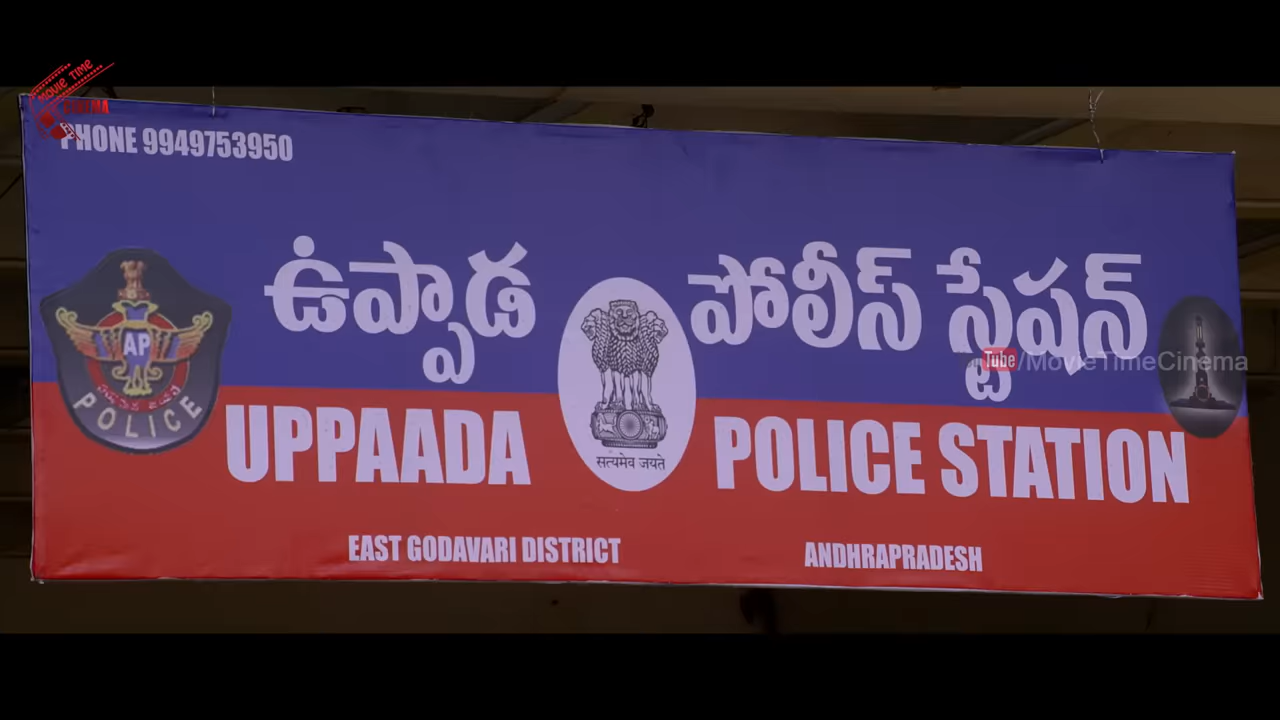 MOVIE TIME
CINEMA
PHONE 9949753950
ఉప్పాడ పోలీస్ స్టేషన్
Tube /MovieTimeCinema
AP
POLICE
UPPAADA POLICE STATION
सत्यमेव जयते
EAST GODAVARI DISTRICT ANDHRAPRADESH